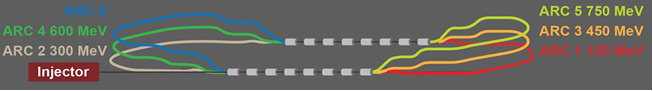 ARC 6
ARC 4 600 MeV
ARC 2 300 MeV
Injector
ARC 5 750 MeV
ARC 3 450 MeV
ARC 1 150 MeV